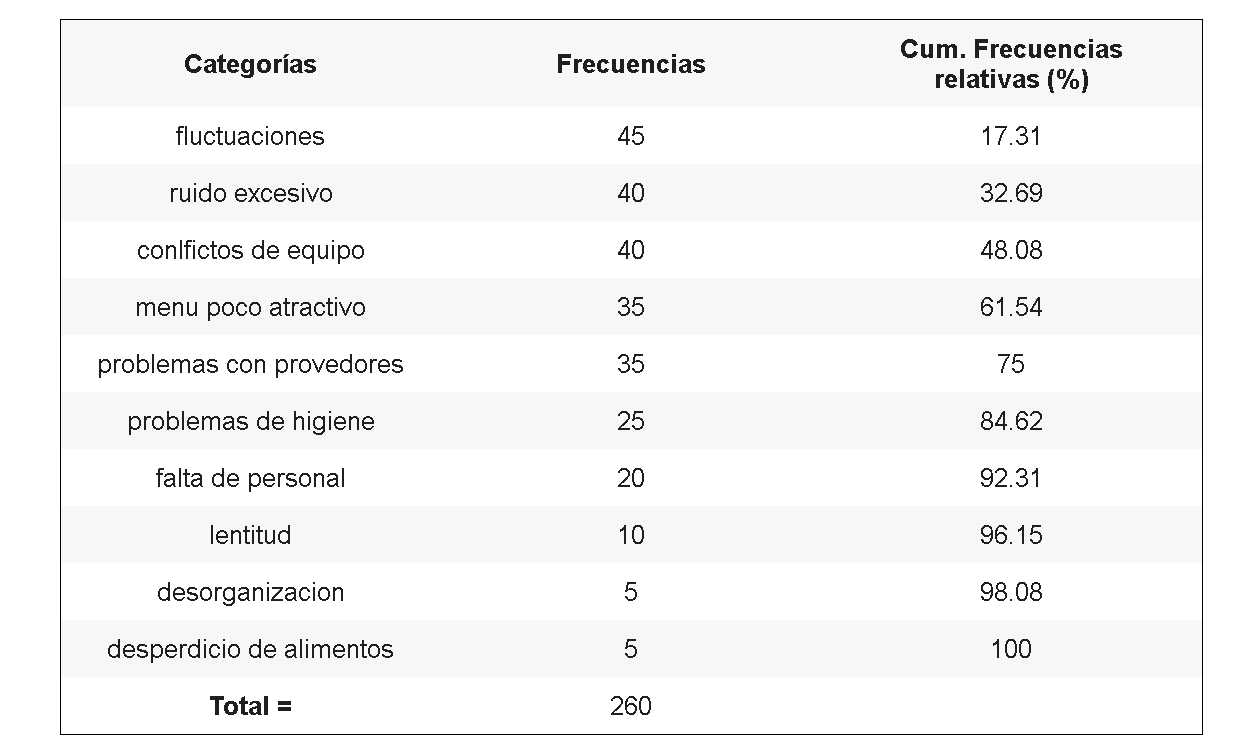 Categorías Frecuencias Cum. Frecuencias
relativas (%)
fluctuaciones 45 17.31
ruido excesivo 40 32.69
conlfictos de equipo 40 48.08
menu poco atractivo 35 61.54
problemas con provedores 35 75
problemas de higiene 25 84.62
falta de personal 20 92.31
lentitud 10 96.15
desorganizacion 5 98.08
desperdicio de alimentos 5 100
Total = 260